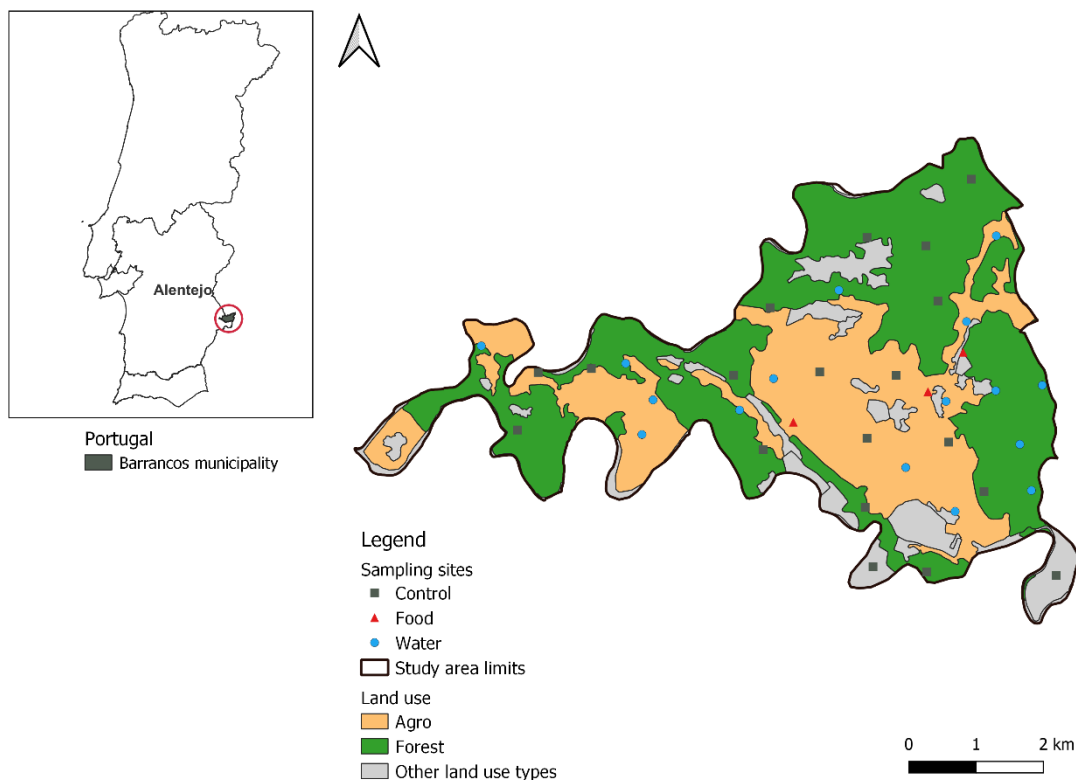 Alentejo
Portugal
Barrancos municipality
Legend
Sampling sites
Control
Food
Water
Study area limits
Land use
Agro
Forest
Other land use types
0 1 2 km